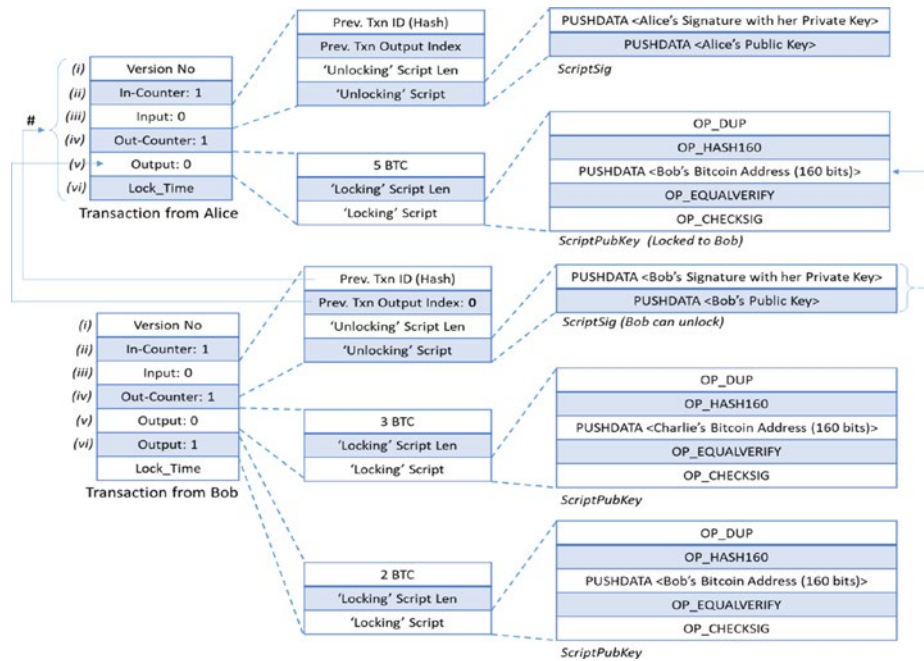 Prev. Txn ID (Hash)
Prev. Txn Output Index
‘Unlocking’ Script Len
‘Unlocking’ Script
PUSHDATA <Alice’s Signature with her Private Key>
PUSHDATA <Alice’s Public Key>
ScriptSig
#
(i) Version No
(ii) In-Counter: 1
(iii) Input: 0
(iv) Out-Counter: 1
(v) Output: 0
(vi) Lock_Time
Transaction from Alice
5 BTC
‘Locking’ Script Len
‘Locking’ Script
OP_DUP
OP_HASH160
PUSHDATA <Bob’s Bitcoin Address (160 bits)>
OP_EQUALVERIFY
OP_CHECKSIG
ScriptPubKey (Locked to Bob)
Prev. Txn ID (Hash)
Prev. Txn Output Index: 0
‘Unlocking’ Script Len
‘Unlocking’ Script
PUSHDATA <Bob’s Signature with her Private Key>
PUSHDATA <Bob’s Public Key>
ScriptSig (Bob can unlock)
(i) Version No
(ii) In-Counter: 1
(iii) Input: 0
(iv) Out-Counter: 1
(v) Output: 0
(vi) Output: 1
Lock_Time
Transaction from Bob
3 BTC
‘Locking’ Script Len
‘Locking’ Script
OP_DUP
OP_HASH160
PUSHDATA <Charlie’s Bitcoin Address (160 bits)>
OP_EQUALVERIFY
OP_CHECKSIG
ScriptPubKey
2 BTC
‘Locking’ Script Len
‘Locking’ Script
OP_DUP
OP_HASH160
PUSHDATA <Bob’s Bitcoin Address (160 bits)>
OP_EQUALVERIFY
OP_CHECKSIG
ScriptPubKey